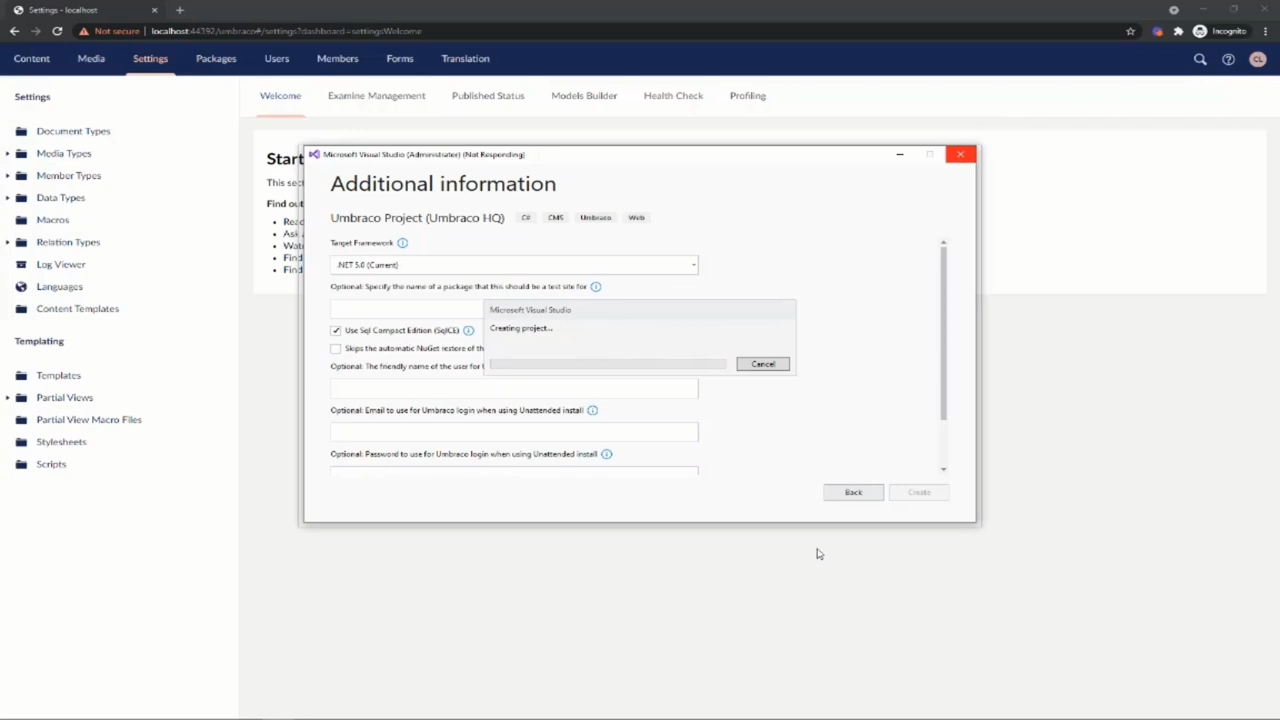 Settings - localhost
Not secure
localhost:44392/umbraco#/settings?dashboard=settingsWelcome
Incognito
Content
Media
Settings
Packages
Users
Members
Forms
Translation
CL
Settings
Document Types
Media Types
Member Types
Data Types
Macros
Relation Types
Log Viewer
Languages
Content Templates
Templating
Templates
Partial Views
Partial View Macro Files
Stylesheets
Scripts
Welcome
Examine Management
Published Status
Models Builder
Health Check
Profiling
Start
This sec
Find out
Ask
Find
Find
Microsoft Visual Studio (Administrator) (Not Responding)
Additional information
Umbraco Project (Umbraco HQ)
C#
CMS
Umbraco
Web
Target Framework
.NET 5.0 (Current)
Optional: Specify the name of a package that this should be a test site for
Use Sql Compact Edition (SqlCE)
Skips the automatic NuGet restore of th
Optional: The friendly name of the user for
Optional: Email to use for Umbraco login when using Unattended install
Optional: Password to use for Umbraco login when using Unattended install
Microsoft Visual Studio
Creating project...
Cancel
Back
Create